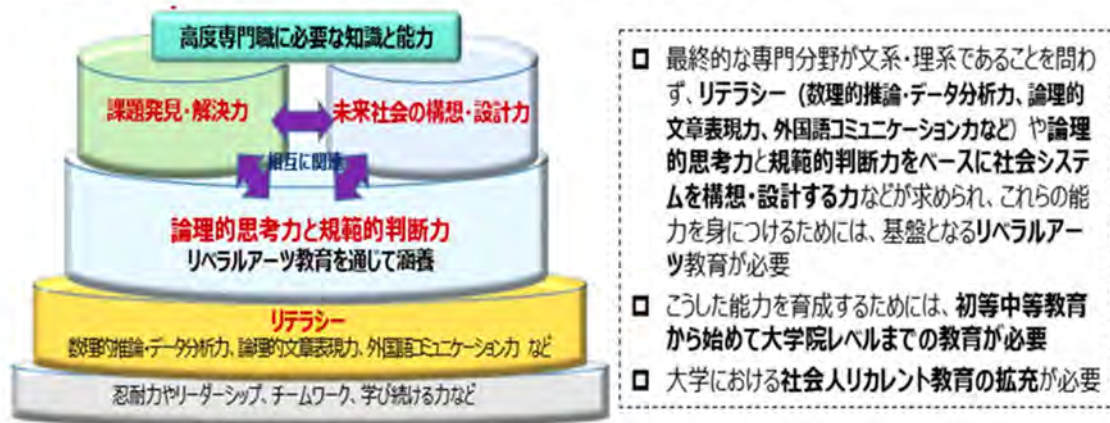 高度専門職に必要な知識と能力
課題発見・解決力
未来社会の構想・設計力
相互に関連
論理的思考力と規範的判断力
リベラルアーツ教育を通じて涵養
リテラシー
数理的推論・データ分析力、論理的文章表現力、外国語コミュニケーション力 など
忍耐力やリーダーシップ、チームワーク、学び続ける力など
□ 最終的な専門分野が文系・理系であることを問わ
ず、リテラシー（数理的推論・データ分析力、論理的
文章表現力、外国語コミュニケーション力など）や論理
的思考力と規範的判断力をベースに社会システ
ムを構想・設計する力などが求められ、これらの能
力を身につけるためには、基盤となるリベラルアー
ツ教育が必要
□ こうした能力を育成するためには、初等中等教育
から始めて大学院レベルまでの教育が必要
□ 大学における社会人リカレント教育の拡充が必要